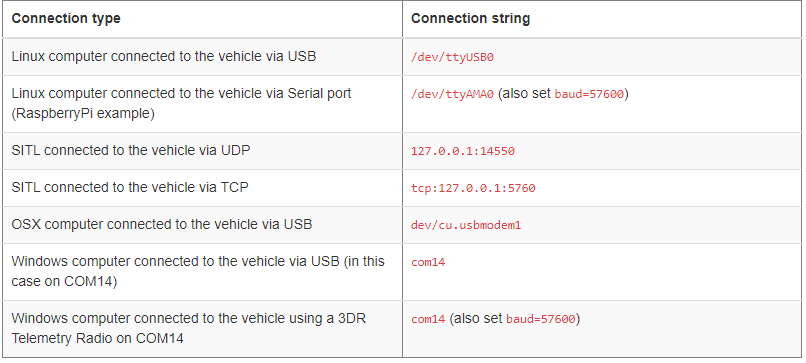 Connection type
Connection string
Linux computer connected to the vehicle via USB
/dev/ttyUSB0
Linux computer connected to the vehicle via Serial port
(RaspberryPi example)
/dev/ttyAMA0 (also set baud=57600)
SITL connected to the vehicle via UDP
127.0.0.1:14550
SITL connected to the vehicle via TCP
tcp:127.0.0.1:5760
OSX computer connected to the vehicle via USB
dev/cu.usbmodem1
Windows computer connected to the vehicle via USB (in this
case on COM14)
com14
Windows computer connected to the vehicle using a 3DR
Telemetry Radio on COM14
com14 (also set baud=57600)